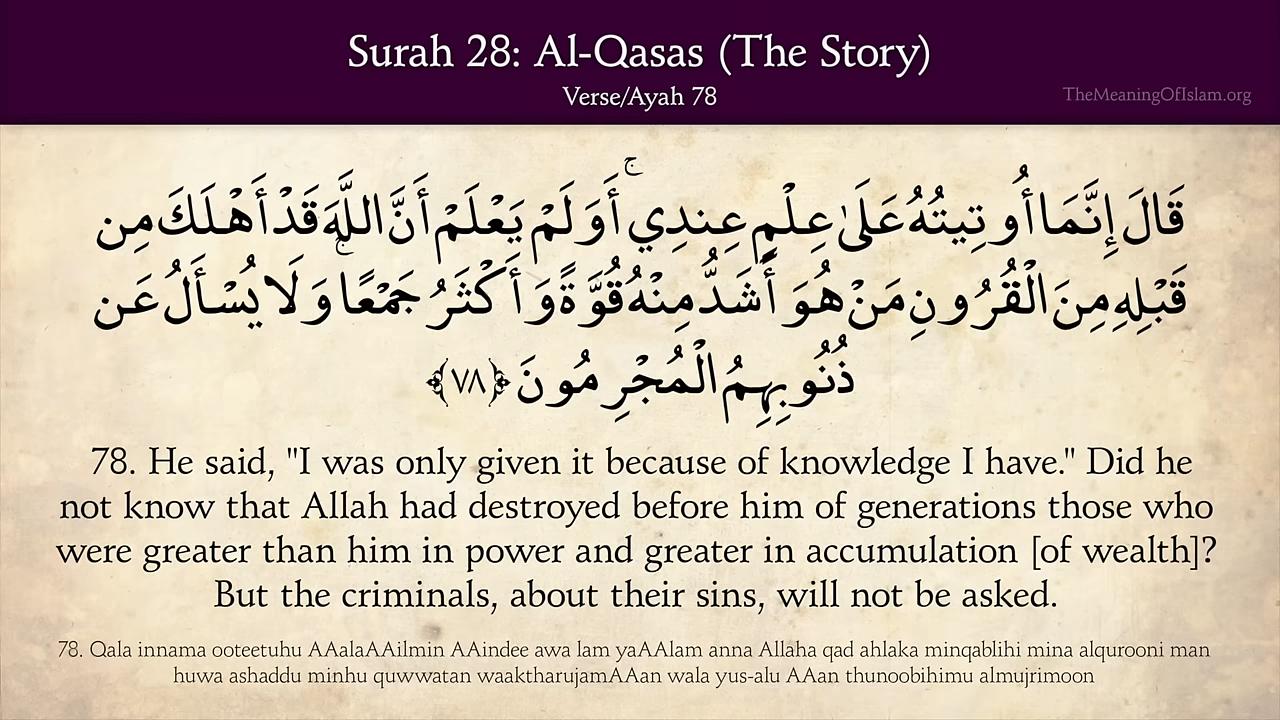 Surah 28: Al-Qasas (The Story)
Verse/Ayah 78
TheMeaningOfIslam.org
قَالَ إِنَّمَا أُوتِيتُهُ عَلَىٰ عِلْمٍ عِندِي ۚ أَوَلَمْ يَعْلَمْ أَنَّ اللَّهَ قَدْ أَهْلَكَ مِن
قَبْلِهِ مِنَ الْقُرُونِ مَنْ هُوَ أَشَدُّ مِنْهُ قُوَّةً وَأَكْثَرُ جَمْعًا ۚ وَلَا يُسْأَلُ عَن
ذُنُوبِهِمُ الْمُجْرِمُونَ ﴿٧٨﴾
78. He said, "I was only given it because of knowledge I have." Did he
not know that Allah had destroyed before him of generations those who
were greater than him in power and greater in accumulation [of wealth]?
But the criminals, about their sins, will not be asked.
78. Qala innama ooteetuhu AAalaAAilmin AAindee awa lam yaAAlam anna Allaha qad ahlaka minqablihi mina alqurooni man
huwa ashaddu minhu quwwatan waaktharujamAAan wala yus-alu AAan thunoobihimu almujrimoon